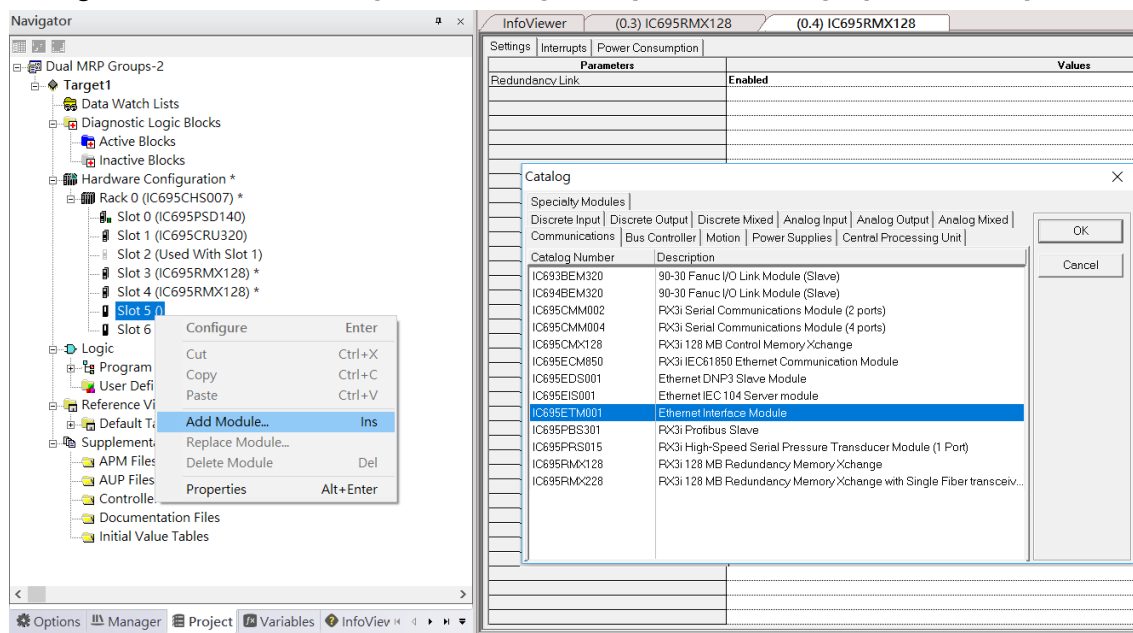 Navigator
Dual MRP Groups-2
Target1
Data Watch Lists
Diagnostic Logic Blocks
Active Blocks
Inactive Blocks
Hardware Configuration *
Rack 0 (IC695CHS007) *
Slot 0 (IC695PSD140)
Slot 1 (IC695CRU320)
Slot 2 (Used With Slot 1)
Slot 3 (IC695RMX128) *
Slot 4 (IC695RMX128) *
Slot 5 ()
Slot 6
Logic
Program
User Defi
Reference Vi
Default Ta
Supplement
APM Files
AUP Files
Controlle
Documentation Files
Initial Value Tables
Configure Enter
Cut Ctrl+X
Copy Ctrl+C
Paste Ctrl+V
Add Module... Ins
Replace Module...
Delete Module Del
Properties Alt+Enter
Options Manager Project Variables InfoView
InfoViewer (0.3) IC695RMX128 (0.4) IC695RMX128
Settings Interrupts Power Consumption
Parameters Values
Redundancy Link Enabled
Catalog
Specialty Modules
Discrete Input Discrete Output Discrete Mixed Analog Input Analog Output Analog Mixed
Communications Bus Controller Motion Power Supplies Central Processing Unit
OK
Cancel
Catalog Number Description
IC693BEM320 90-30 Fanuc I/O Link Module (Slave)
IC694BEM320 90-30 Fanuc I/O Link Module (Slave)
IC695CMM002 RX3i Serial Communications Module (2 ports)
IC695CMM004 RX3i Serial Communications Module (4 ports)
IC695CMX128 RX3i 128 MB Control Memory Xchange
IC695ECM850 RX3i IEC61850 Ethernet Communication Module
IC695EDS001 Ethernet DNP3 Slave Module
IC695EIS001 Ethernet IEC 104 Server module
IC695ETM001 Ethernet Interface Module
IC695PBS301 RX3i Profibus Slave
IC695PRS015 RX3i High-Speed Serial Pressure Transducer Module (1 Port)
IC695RMX128 RX3i 128 MB Redundancy Memory Xchange
IC695RMX228 RX3i 128 MB Redundancy Memory Xchange with Single Fiber transceiv...